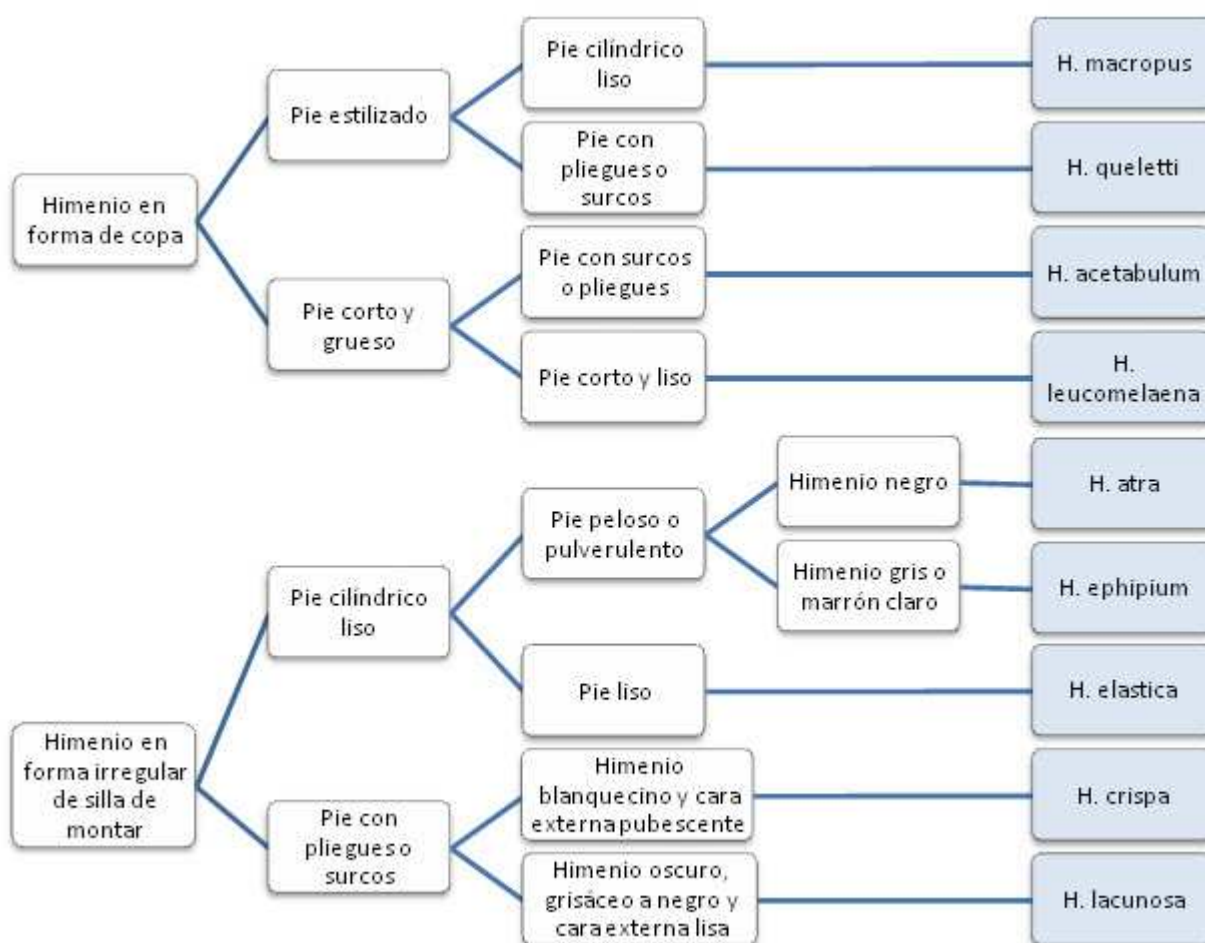 Himenio en
forma de copa
Pie estilizado
Pie cilíndrico
liso
H. macropus
Pie con
pliegues o
surcos
H. queletti
Pie corto y
grueso
Pie con surcos
o pliegues
H. acetabulum
Pie corto y liso
H.
leucomelaena
Himenio en
forma irregular
de silla de
montar
Pie cilíndrico
liso
Pie peloso o
pulverulento
Himenio negro
H. atra
Himenio gris o
marrón claro
H. ephipium
Pie liso
H. elastica
Pie con
pliegues o
surcos
Himenio
blanquecino y cara
externa pubescente
H. crispa
Himenio oscuro,
grisáceo a negro y
cara externa lisa
H. lacunosa